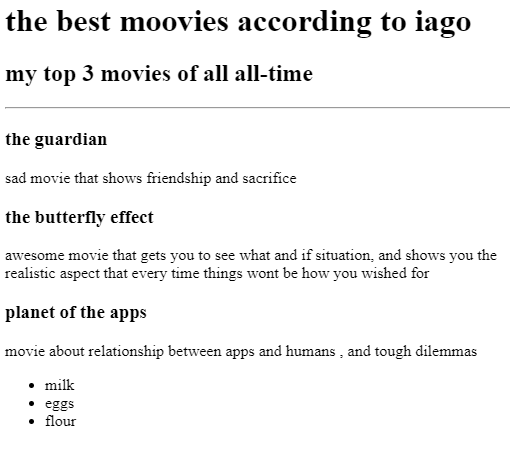 the best moovies according to iago
my top 3 movies of all all-time
the guardian
sad movie that shows friendship and sacrifice
the butterfly effect
awesome movie that gets you to see what and if situation, and shows you the
realistic aspect that every time things wont be how you wished for
planet of the apps
movie about relationship between apps and humans , and tough dilemmas
milk
eggs
flour